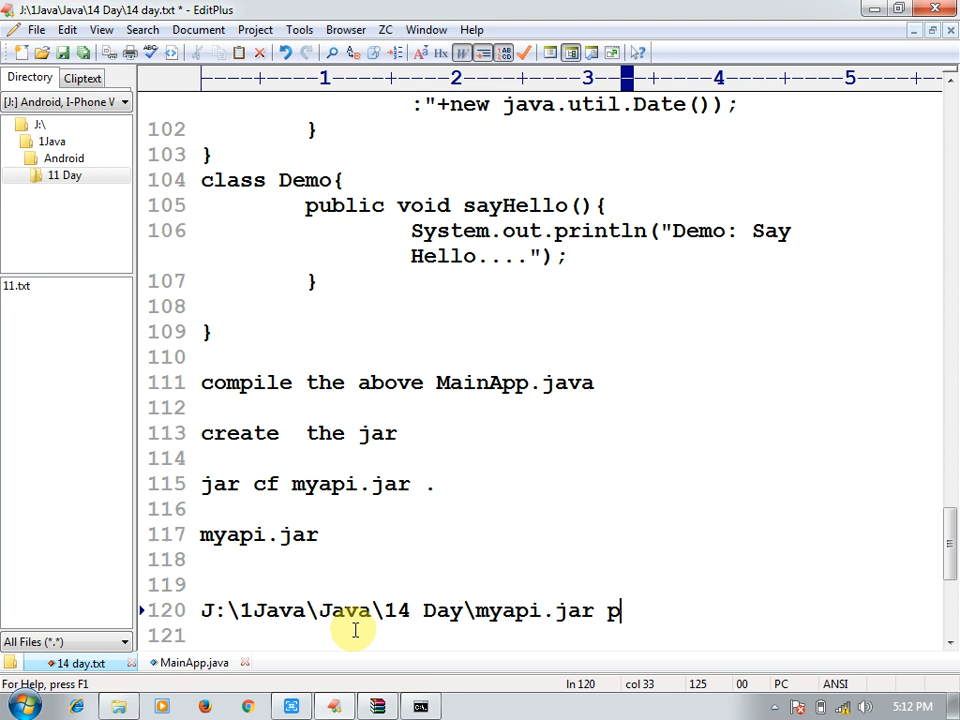 J:\1Java\Java\14 Day\14 day.txt * - EditPlus
File Edit View Search Document Project Tools Browser ZC Window Help
Directory Cliptext
[J:] Android, I-Phone V
J:\
1Java
Android
11 Day
11.txt
All Files (*.*)
1 2 3 4 5
:"+new java.util.Date());
102 }
103 }
104 class Demo{
105 public void sayHello(){
106 System.out.println("Demo: Say
Hello....");
107 }
108
109 }
110
111 compile the above MainApp.java
112
113 create the jar
114
115 jar cf myapi.jar .
116
117 myapi.jar
118
119
120 J:\1Java\Java\14 Day\myapi.jar p
121
14 day.txt MainApp.java
For Help, press F1 ln 120 col 33 125 00 PC ANSI
5:12 PM